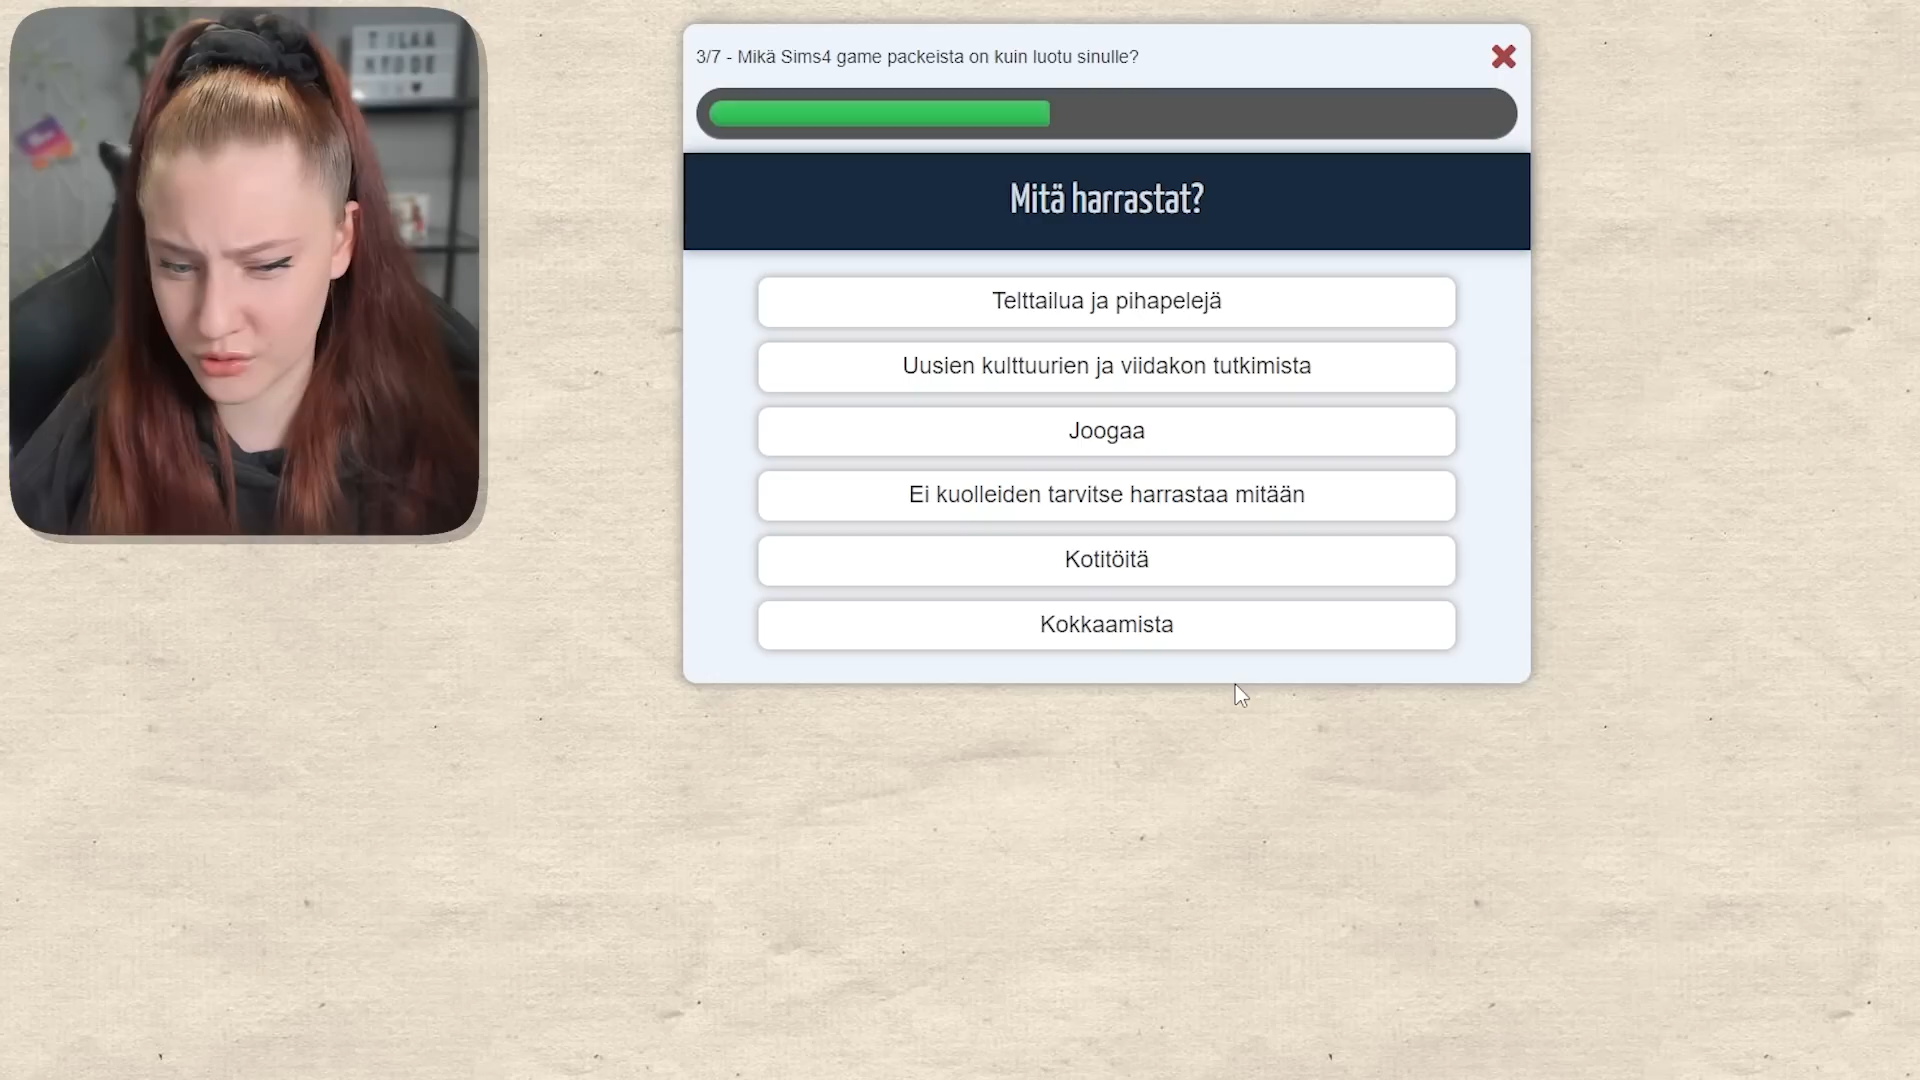 3/7 - Mikä Sims4 game packeista on kuin luotu sinulle?
Mitä harrastat?
Telttailua ja pihapelejä
Uusien kulttuurien ja viidakon tutkimista
Joogaa
Ei kuolleiden tarvitse harrastaa mitään
Kotitöitä
Kokkaamista